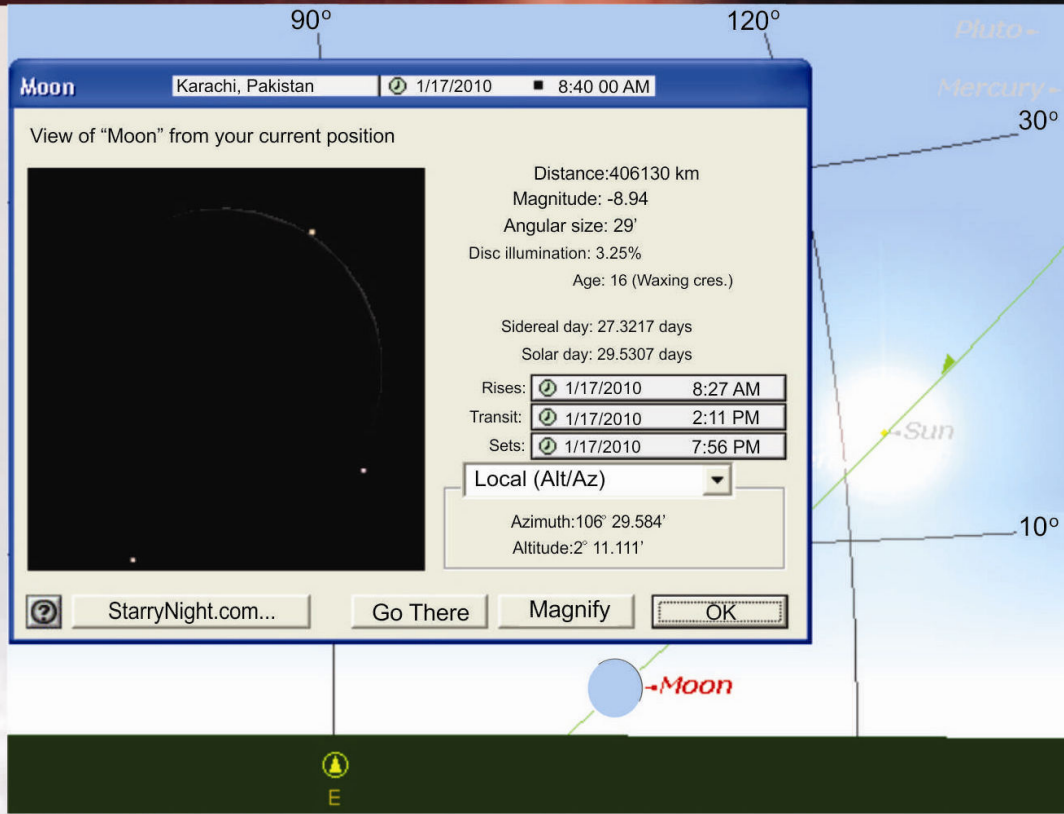 90° 120°
Pluto
Mercury
30°
Moon Karachi, Pakistan 1/17/2010 8:40 00 AM
View of “Moon” from your current position
Distance:406130 km
Magnitude: -8.94
Angular size: 29’
Disc illumination: 3.25%
Age: 16 (Waxing cres.)
Sidereal day: 27.3217 days
Solar day: 29.5307 days
Rises: 1/17/2010 8:27 AM
Transit: 1/17/2010 2:11 PM
Sets: 1/17/2010 7:56 PM
Sun
Local (Alt/Az)
Azimuth:106° 29.584’
Altitude:2° 11.111’
10°
? StarryNight.com... Go There Magnify OK
Moon
E